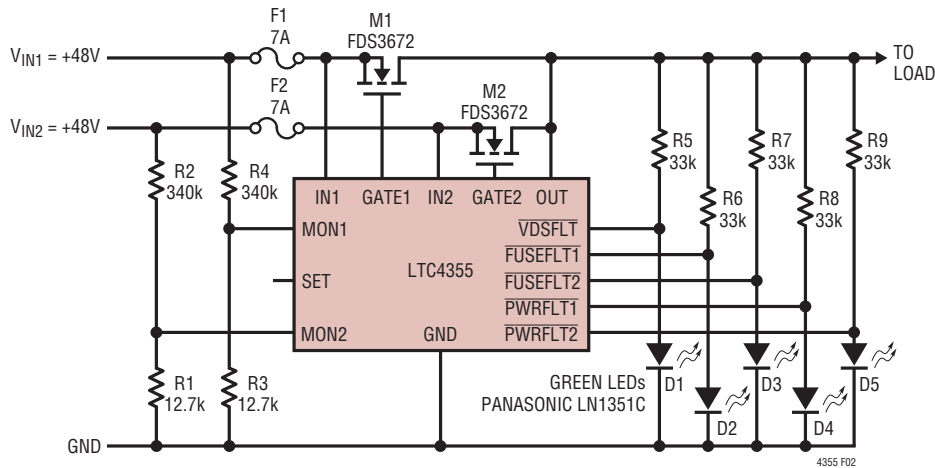 F1
7A
M1
FDS3672
VIN1 = +48V
TO
LOAD
F2
7A
M2
FDS3672
VIN2 = +48V
R2
340k
R4
340k
R5
33k
R7
33k
R9
33k
R6
33k
R8
33k
IN1 GATE1 IN2 GATE2 OUT
MON1
VDSFLT
FUSEFLT1
LTC4355
SET
FUSEFLT2
PWRFLT1
MON2
GND
PWRFLT2
R1
12.7k
R3
12.7k
GREEN LEDs
PANASONIC LN1351C
D1
D3
D5
D2
D4
GND
4355 F02